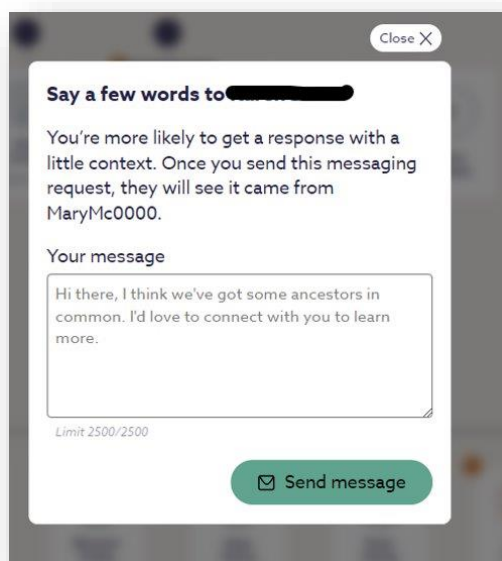 Close X
Say a few words to
You're more likely to get a response with a
little context. Once you send this messaging
request, they will see it came from
MaryMc0000.
Your message
Hi there, I think we've got some ancestors in
common. I'd love to connect with you to learn
more.
Limit 2500/2500
Send message